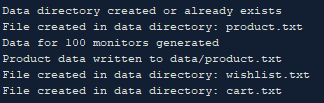 Data directory created or already exists
File created in data directory: product.txt
Data for 100 monitors generated
Product data written to data/product.txt
File created in data directory: wishlist.txt
File created in data directory: cart.txt